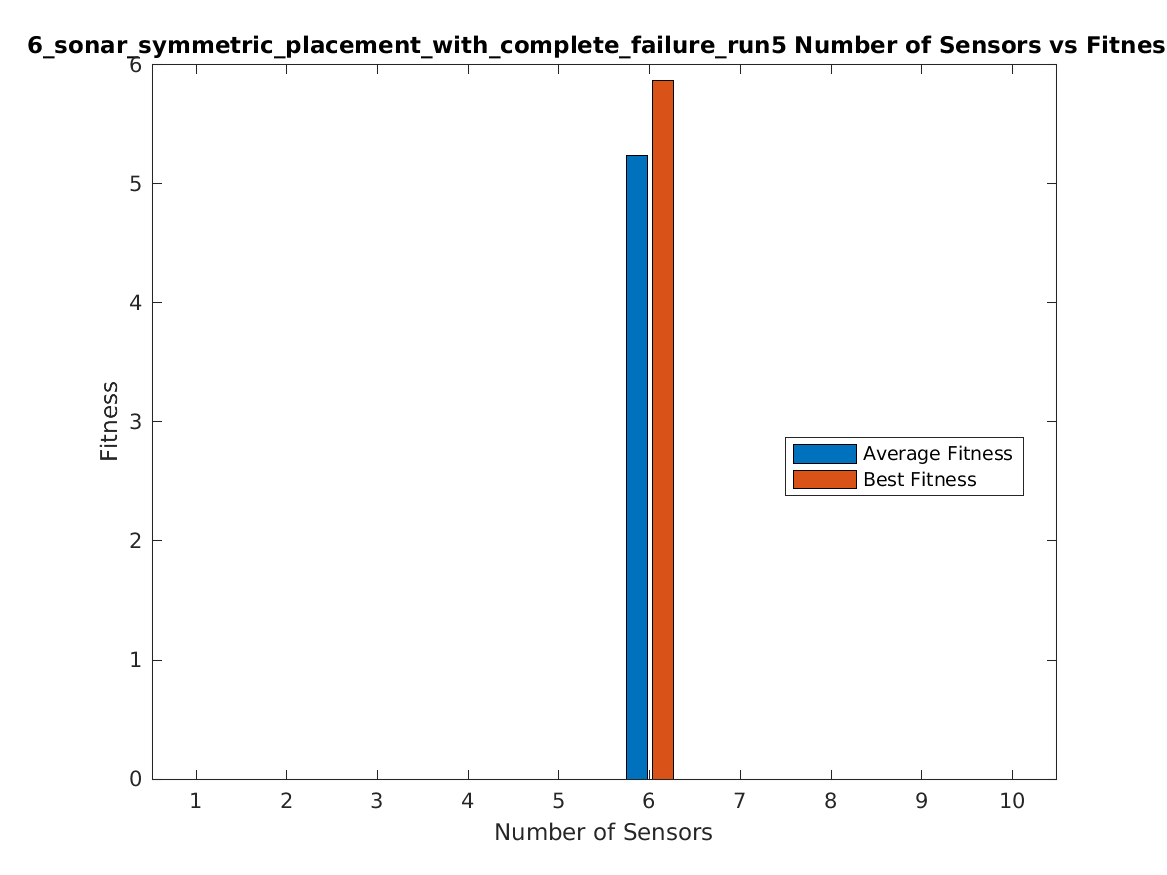 6_sonar_symmetric_placement_with_complete_failure_run5 Number of Sensors vs Fitnes
6
5
4
3
2
1
0
Fitness
Average Fitness
Best Fitness
1 2 3 4 5 6 7 8 9 10
Number of Sensors